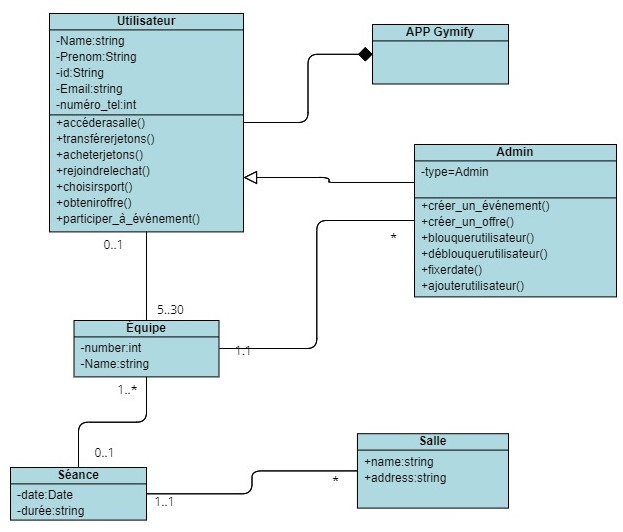 Utilisateur
-Name:string
-Prenom:String
-id:String
-Email:string
-numéro_tel:int
+accéderasalle()
+transférerjetons()
+acheterjetons()
+rejoindrelechat()
+choisirsport()
+obteniroffre()
+participer_à_événement()
APP Gymify
Admin
-type=Admin
+créer_un_événement()
+créer_un_offre()
+blouquerutilisateur()
+déblouquerutilisateur()
+fixerdate()
+ajouterutilisateur()
0..1
*
5..30
Équipe
-number:int
-Name:string
1.1
1..*
0..1
Séance
-date:Date
-durée:string
1..1
*
Salle
+name:string
+address:string